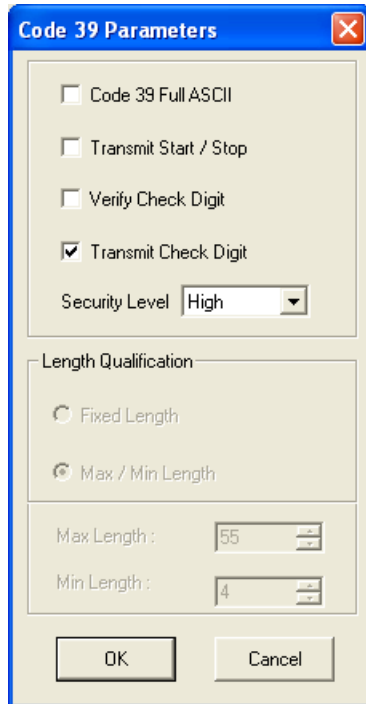 Code 39 Parameters
Code 39 Full ASCII
Transmit Start / Stop
Verify Check Digit
Transmit Check Digit
Security Level High
Length Qualification
Fixed Length
Max / Min Length
Max Length : 55
Min Length : 4
OK Cancel